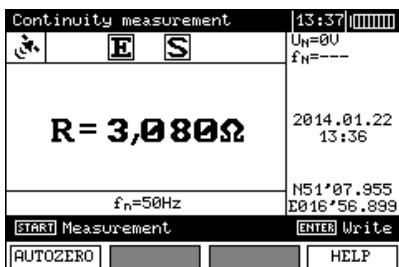 Continuity measurement 13:37
E S
UN=0V
fN=---
R= 3,080Ω
2014.01.22
13:36
N51'07.955
E016'56.899
fn=50Hz
START Measurement ENTER Write
AUTOZERO HELP